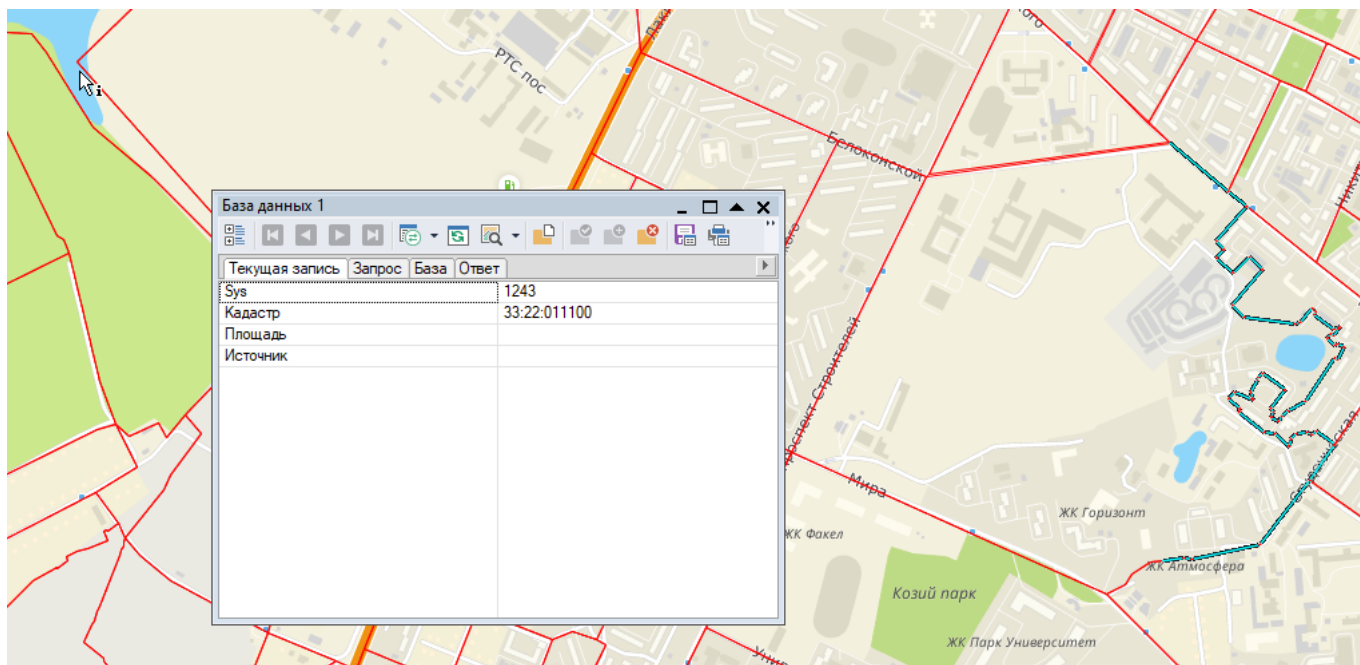 РТС пос
Белоконской
База данных 1
Текущая запись Запрос База Ответ
Sys 1243
Кадастр 33:22:011100
Площадь
Источник
проспект Строителей
Мира
ЖК Горизонт
ЖК Факел
ЖК Атмосфера
Козий парк
ЖК Парк Университет